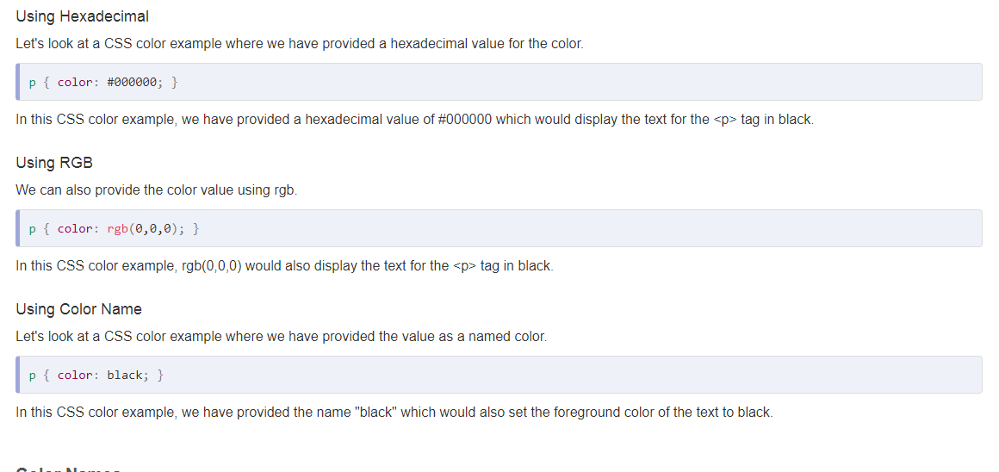 Using Hexadecimal
Let's look at a CSS color example where we have provided a hexadecimal value for the color.
p { color: #000000; }
In this CSS color example, we have provided a hexadecimal value of #000000 which would display the text for the <p> tag in black.
Using RGB
We can also provide the color value using rgb.
p { color: rgb(0,0,0); }
In this CSS color example, rgb(0,0,0) would also display the text for the <p> tag in black.
Using Color Name
Let's look at a CSS color example where we have provided the value as a named color.
p { color: black; }
In this CSS color example, we have provided the name "black" which would also set the foreground color of the text to black.
Color Names